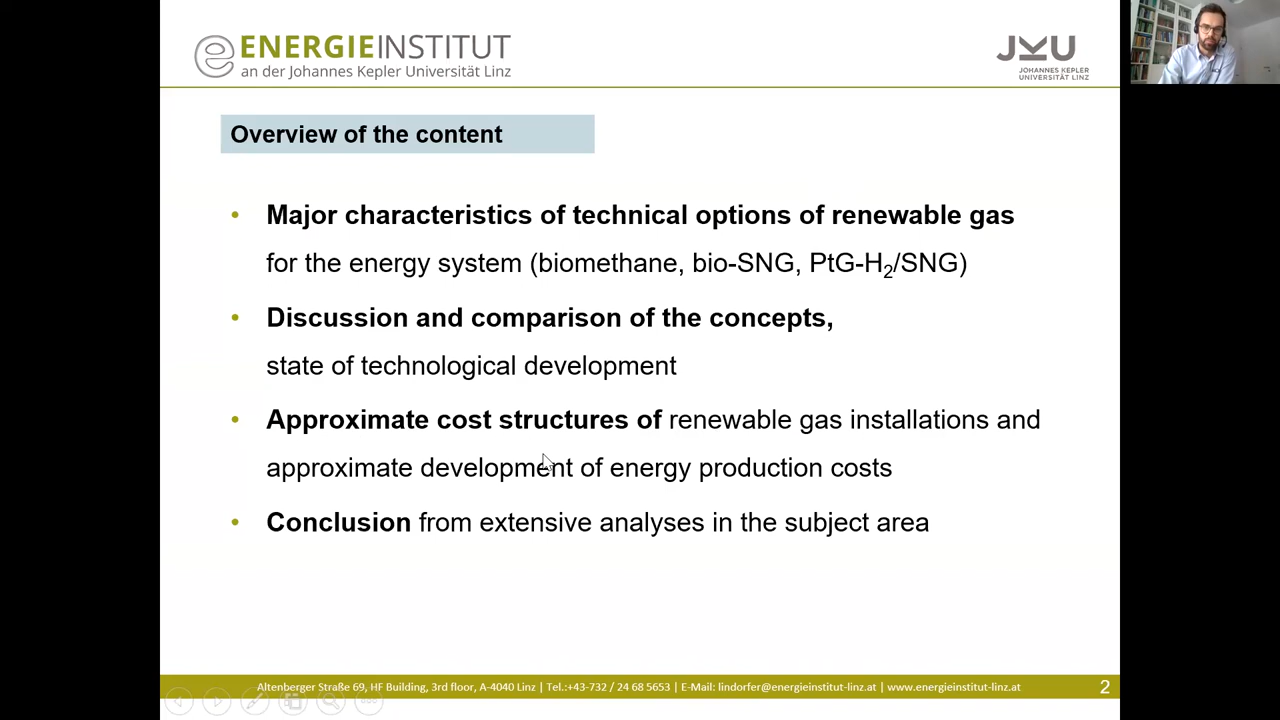 ENERGIEINSTITUT
an der Johannes Kepler Universität Linz
JKU
JOHANNES KEPLER
UNIVERSITÄT LINZ
Overview of the content
• Major characteristics of technical options of renewable gas
for the energy system (biomethane, bio-SNG, PtG-H₂/SNG)
• Discussion and comparison of the concepts,
state of technological development
• Approximate cost structures of renewable gas installations and
approximate development of energy production costs
• Conclusion from extensive analyses in the subject area
Altenberger Straße 69, HF Building, 3rd floor, A-4040 Linz | Tel.:+43-732 / 24 68 5653 | E-Mail: lindorfer@energieinstitut-linz.at | www.energieinstitut-linz.at
2